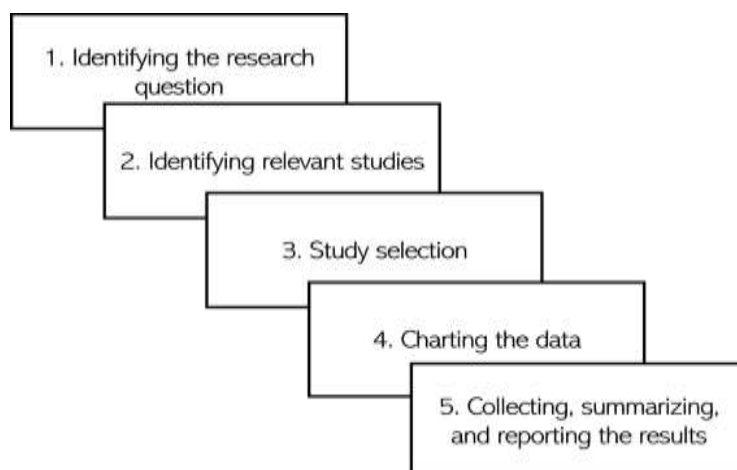 1. Identifying the research
question
2. Identifying relevant studies
3. Study selection
4. Charting the data
5. Collecting, summarizing,
and reporting the results